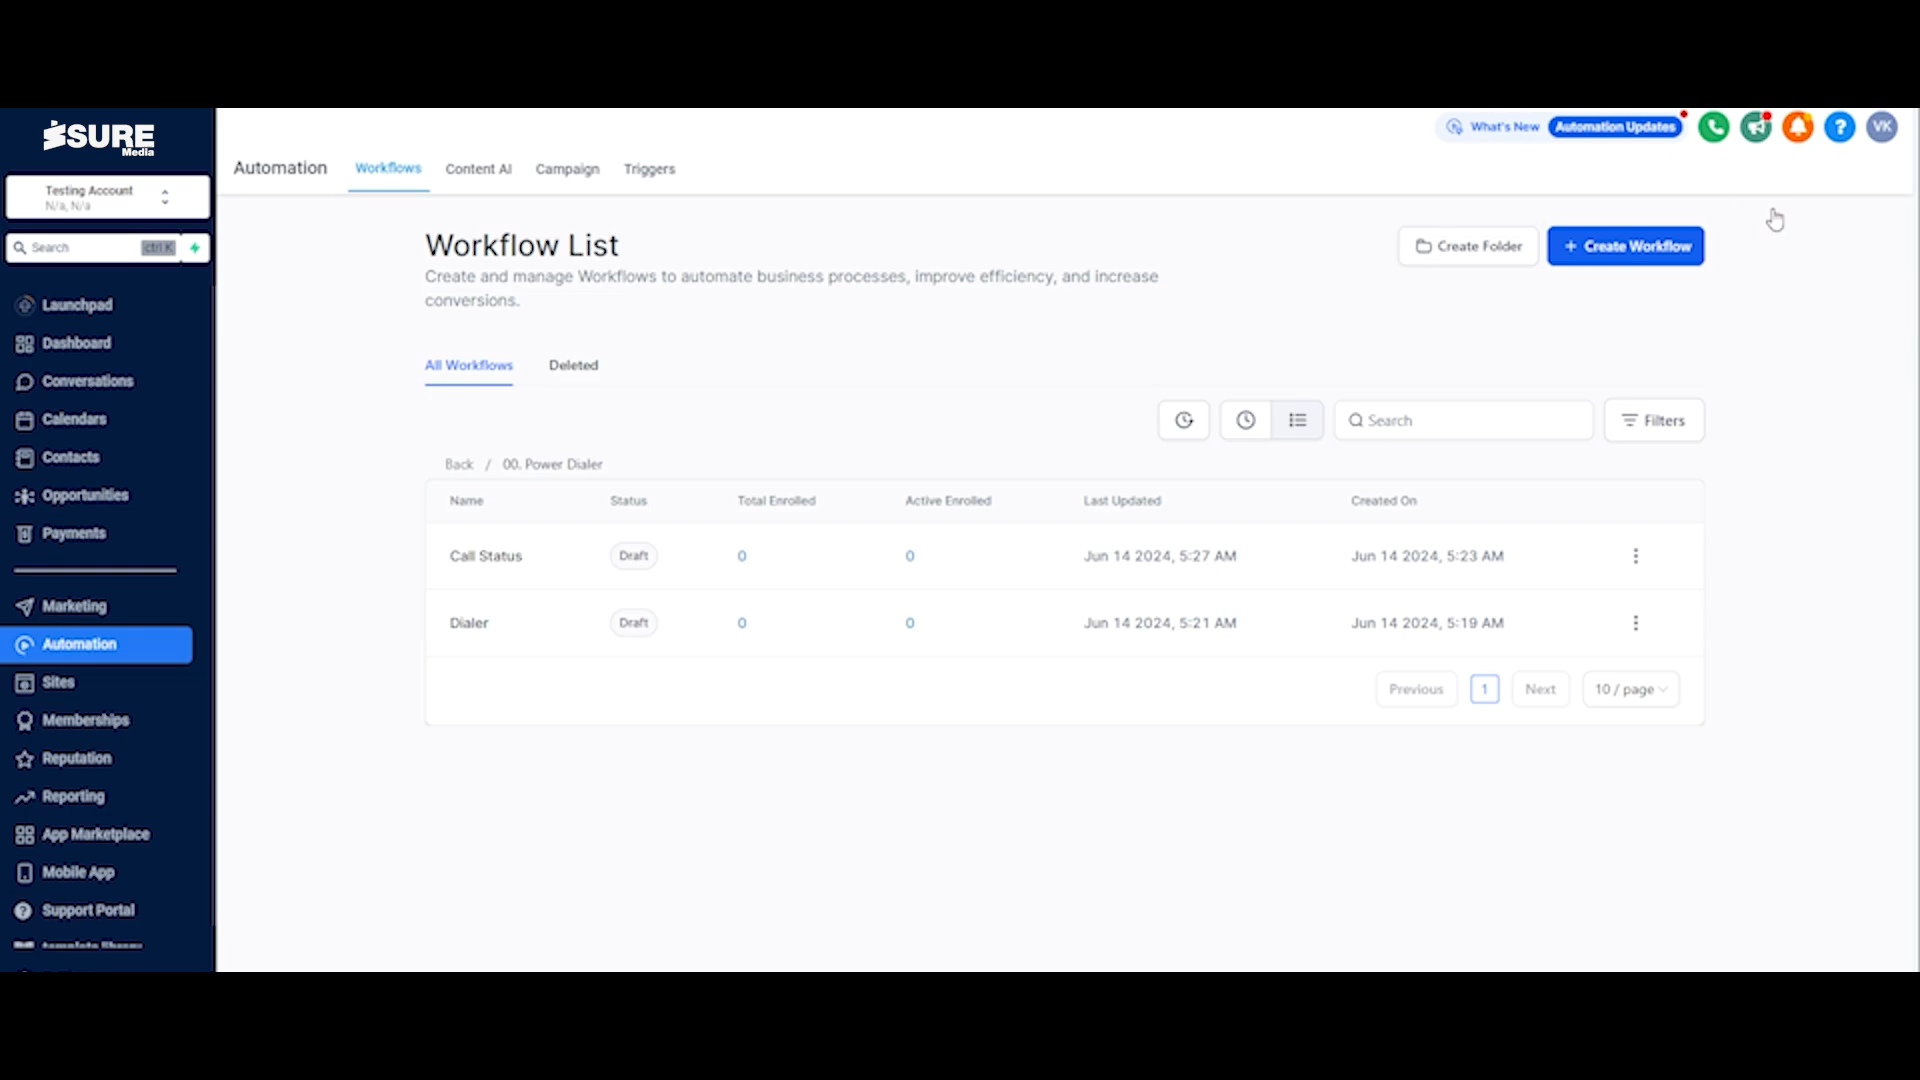 SURE
Media
Testing Account
N/a, N/a
Search
ctrl K
Launchpad
Dashboard
Conversations
Calendars
Contacts
Opportunities
Payments
Marketing
Automation
Sites
Memberships
Reputation
Reporting
App Marketplace
Mobile App
Support Portal
What's New
Automation Updates
?
VK
Automation
Workflows
Content AI
Campaign
Triggers
Workflow List
Create and manage Workflows to automate business processes, improve efficiency, and increase
conversions.
Create Folder
+ Create Workflow
All Workflows
Deleted
Search
Filters
Back / 00. Power Dialer
Name Status Total Enrolled Active Enrolled Last Updated Created On
Call Status Draft 0 0 Jun 14 2024, 5:27 AM Jun 14 2024, 5:23 AM
Dialer Draft 0 0 Jun 14 2024, 5:21 AM Jun 14 2024, 5:19 AM
Previous 1 Next 10 / page